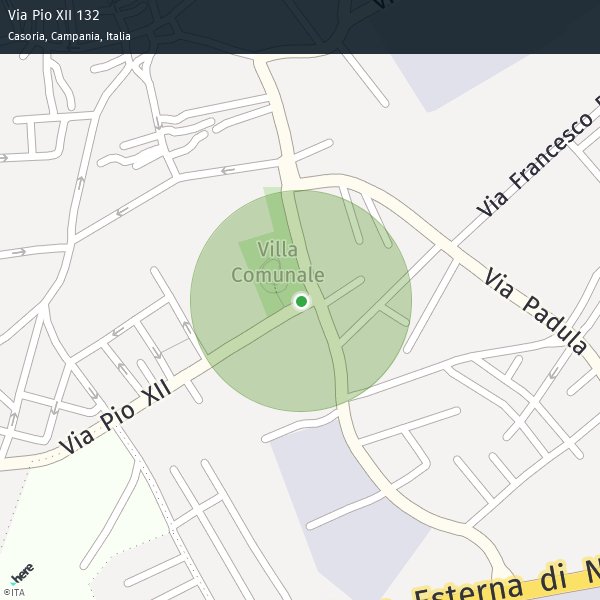 Via Pio XII 132
Casoria, Campania, Italia
Via Francesco
Villa
Comunale
Via Padula
Via Pio XII
Esterna di N
here
©ITA